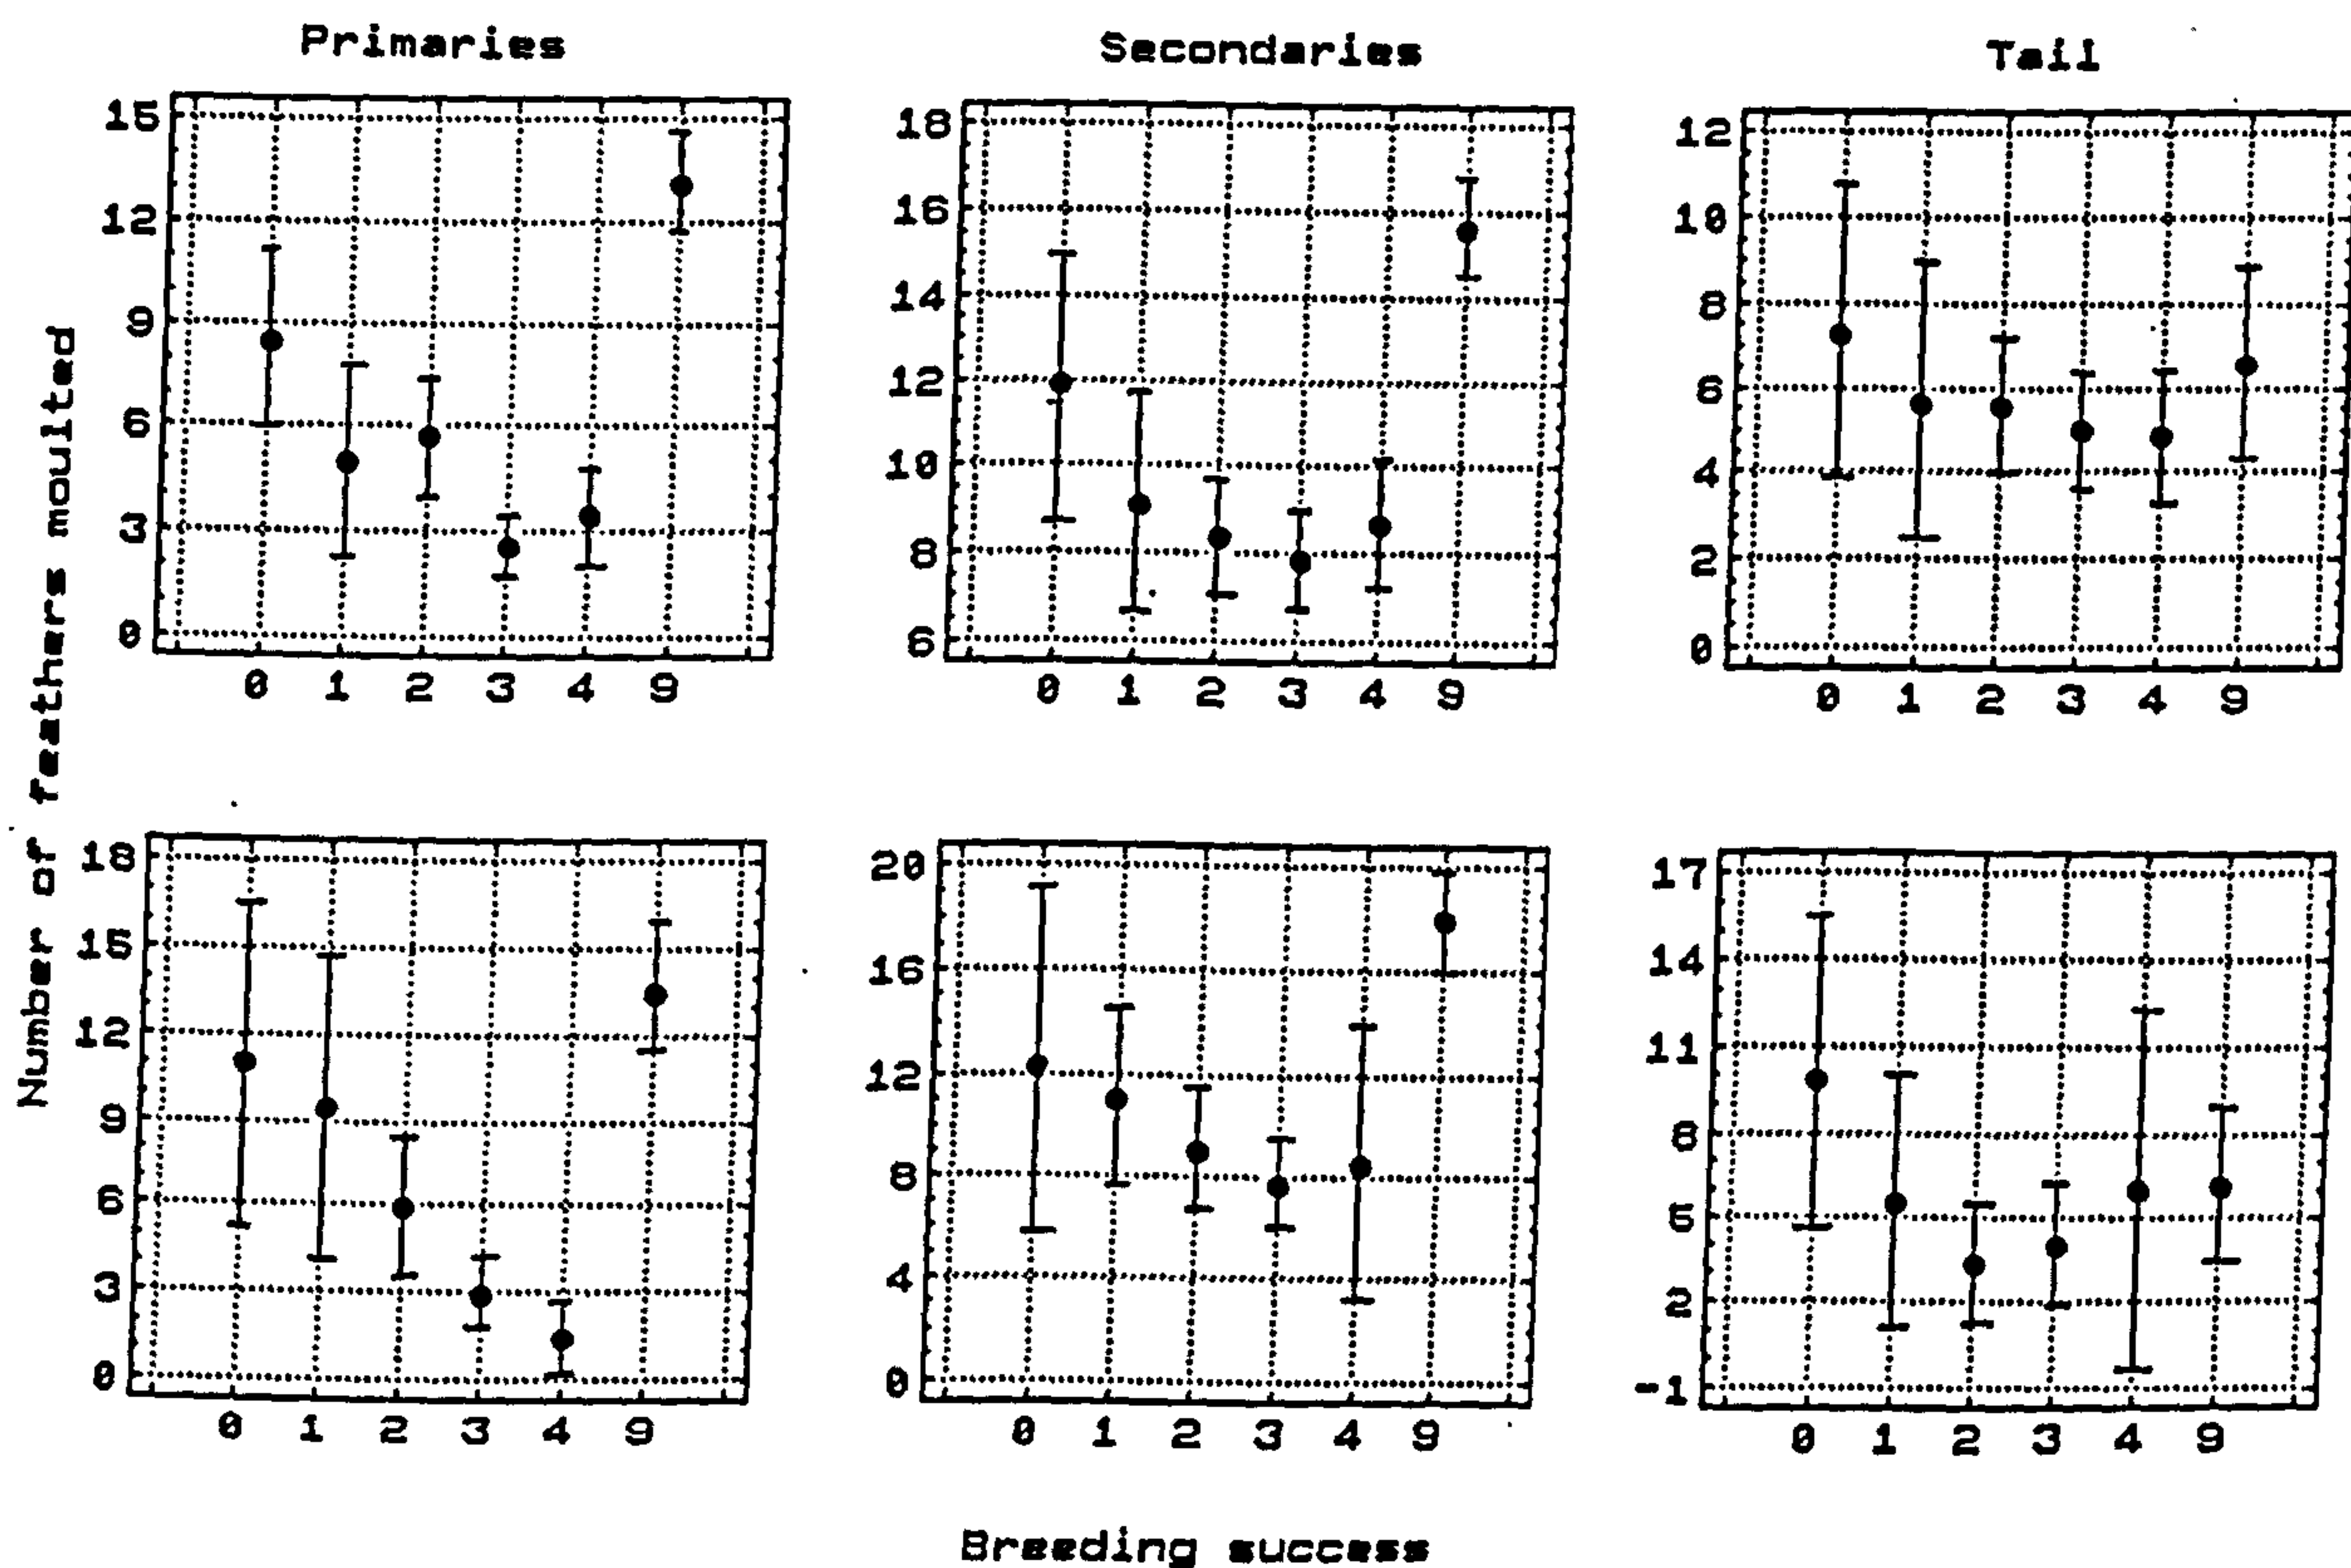 Primaries Secondaries Tail
Number of feathers moulted
15 12 9 6 3 0
0 1 2 3 4 9
18 16 14 12 10 8 6
0 1 2 3 4 9
12 10 8 6 4 2 0
0 1 2 3 4 9
18 15 12 9 6 3 0
0 1 2 3 4 9
20 16 12 8 4 0
0 1 2 3 4 9
17 14 11 8 5 2 -1
0 1 2 3 4 9
Breeding success